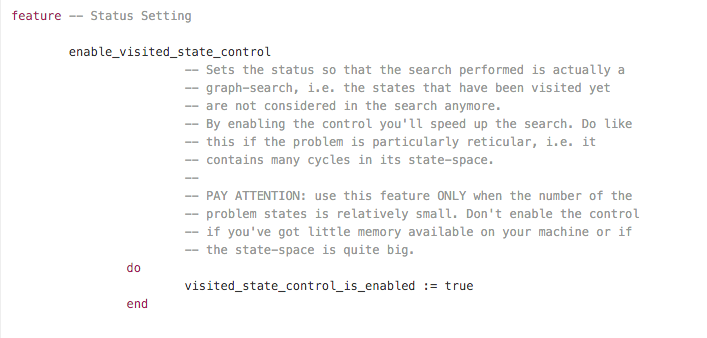 feature -- Status Setting
enable_visited_state_control
-- Sets the status so that the search performed is actually a
-- graph-search, i.e. the states that have been visited yet
-- are not considered in the search anymore.
-- By enabling the control you'll speed up the search. Do like
-- this if the problem is particularly reticular, i.e. it
-- contains many cycles in its state-space.
--
-- PAY ATTENTION: use this feature ONLY when the number of the
-- problem states is relatively small. Don't enable the control
-- if you've got little memory available on your machine or if
-- the state-space is quite big.
do
visited_state_control_is_enabled := true
end